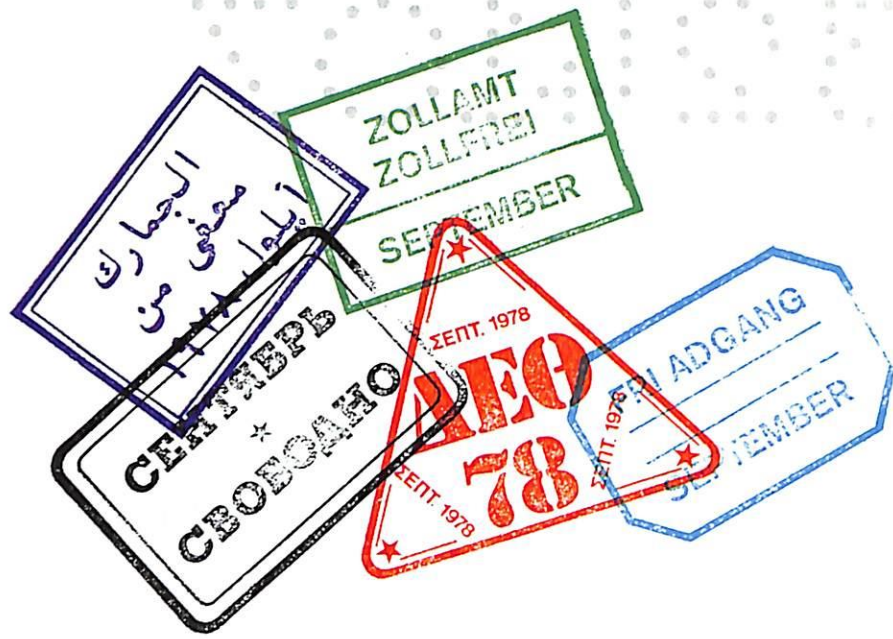 الجمارك
معفى من
أيلول
ZOLLAMT
ZOLLFREI
SEPTEMBER
СЕНТЯБРЬ
СВОБОДНО
ΣΕΠΤ. 1978
ΔΕΘ
78
ΣΕΠΤ. 1978
ΣΕΠΤ. 1978
FRI ADGANG
SEPTEMBER